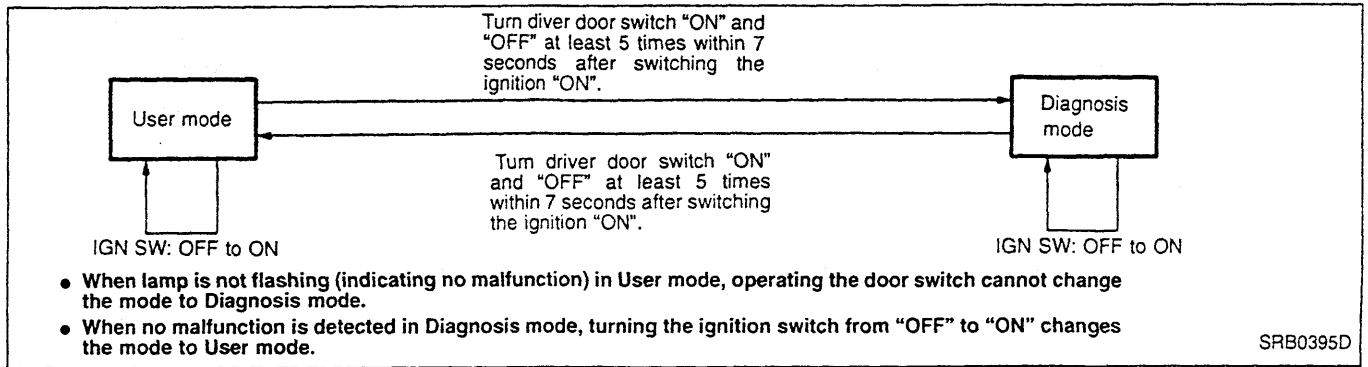 Turn diver door switch “ON” and
“OFF” at least 5 times within 7
seconds after switching the
ignition “ON”.
User mode
Diagnosis
mode
Turn driver door switch “ON”
and “OFF” at least 5 times
within 7 seconds after switching
the ignition “ON”.
IGN SW: OFF to ON
IGN SW: OFF to ON
● When lamp is not flashing (indicating no malfunction) in User mode, operating the door switch cannot change
the mode to Diagnosis mode.
● When no malfunction is detected in Diagnosis mode, turning the ignition switch from “OFF” to “ON” changes
the mode to User mode.
SRB0395D